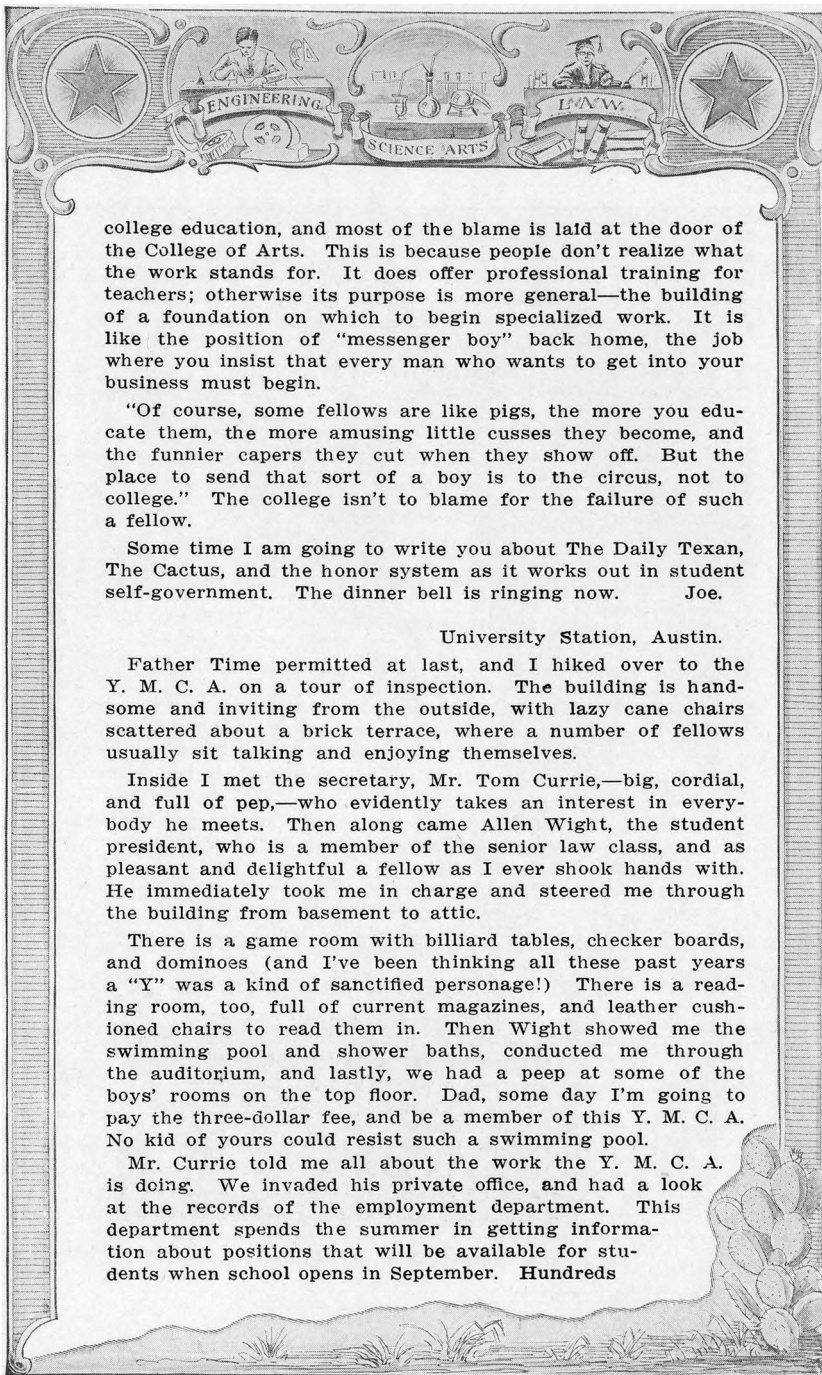 ENGINEERING.
SCIENCE ARTS
LAW.
college education, and most of the blame is laid at the door of
the College of Arts. This is because people don't realize what
the work stands for. It does offer professional training for
teachers; otherwise its purpose is more general—the building
of a foundation on which to begin specialized work. It is
like the position of "messenger boy" back home, the job
where you insist that every man who wants to get into your
business must begin.
"Of course, some fellows are like pigs, the more you edu-
cate them, the more amusing little cusses they become, and
the funnier capers they cut when they show off. But the
place to send that sort of a boy is to the circus, not to
college." The college isn't to blame for the failure of such
a fellow.
Some time I am going to write you about The Daily Texan,
The Cactus, and the honor system as it works out in student
self-government. The dinner bell is ringing now. Joe.
University Station, Austin.
Father Time permitted at last, and I hiked over to the
Y. M. C. A. on a tour of inspection. The building is hand-
some and inviting from the outside, with lazy cane chairs
scattered about a brick terrace, where a number of fellows
usually sit talking and enjoying themselves.
Inside I met the secretary, Mr. Tom Currie,—big, cordial,
and full of pep,—who evidently takes an interest in every-
body he meets. Then along came Allen Wight, the student
president, who is a member of the senior law class, and as
pleasant and delightful a fellow as I ever shook hands with.
He immediately took me in charge and steered me through
the building from basement to attic.
There is a game room with billiard tables, checker boards,
and dominoes (and I've been thinking all these past years
a "Y" was a kind of sanctified personage!) There is a read-
ing room, too, full of current magazines, and leather cush-
ioned chairs to read them in. Then Wight showed me the
swimming pool and shower baths, conducted me through
the auditorium, and lastly, we had a peep at some of the
boys' rooms on the top floor. Dad, some day I'm going to
pay the three-dollar fee, and be a member of this Y. M. C. A.
No kid of yours could resist such a swimming pool.
Mr. Currie told me all about the work the Y. M. C. A.
is doing. We invaded his private office, and had a look
at the records of the employment department. This
department spends the summer in getting informa-
tion about positions that will be available for stu-
dents when school opens in September. Hundreds